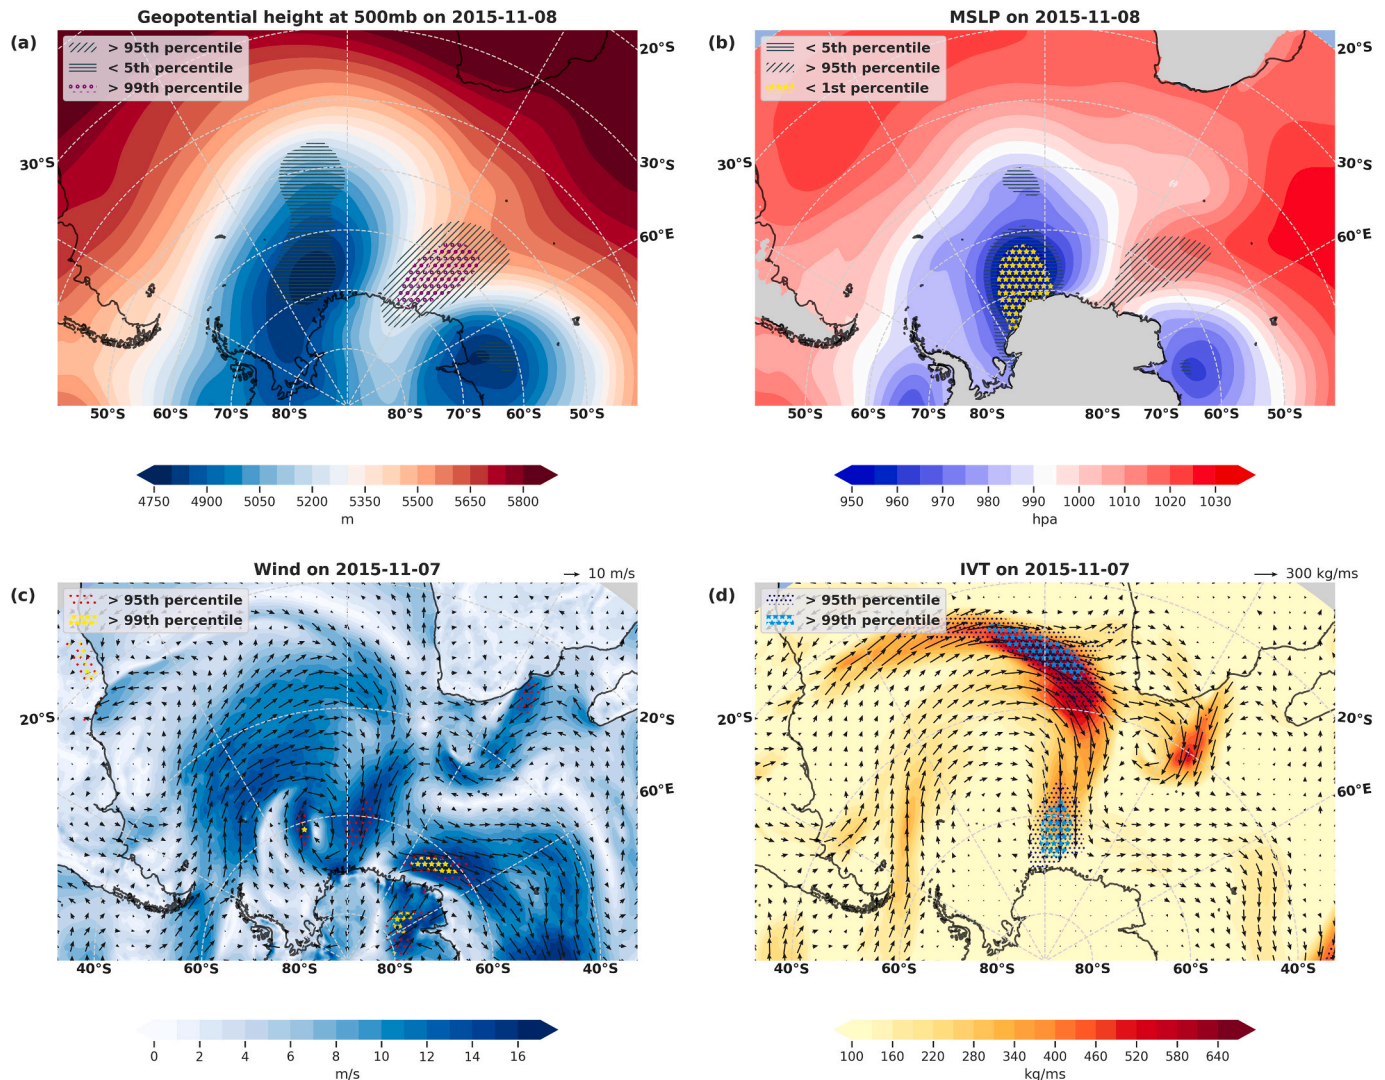 Geopotential height at 500mb on 2015-11-08
(a)
> 95th percentile
< 5th percentile
> 99th percentile
20°S
30°S
30°S
60°E
50°S 60°S 70°S 80°S 80°S 70°S 60°S 50°S
4750 4900 5050 5200 5350 5500 5650 5800
m
MSLP on 2015-11-08
(b)
< 5th percentile
> 95th percentile
< 1st percentile
20°S
30°S
30°S
60°E
50°S 60°S 70°S 80°S 80°S 70°S 60°S 50°S
950 960 970 980 990 1000 1010 1020 1030
hpa
Wind on 2015-11-07
10 m/s
(c)
> 95th percentile
> 99th percentile
20°S
20°S
60°E
40°S 60°S 80°S 80°S 60°S 40°S
0 2 4 6 8 10 12 14 16
m/s
IVT on 2015-11-07
300 kg/ms
(d)
> 95th percentile
> 99th percentile
20°S
20°S
60°E
40°S 60°S 80°S 80°S 60°S 40°S
100 160 220 280 340 400 460 520 580 640
kg/ms